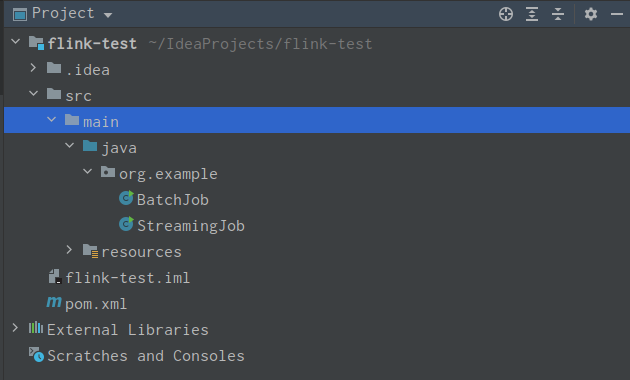 Project
flink-test ~/IdeaProjects/flink-test
.idea
src
main
java
org.example
BatchJob
StreamingJob
resources
flink-test.iml
pom.xml
External Libraries
Scratches and Consoles